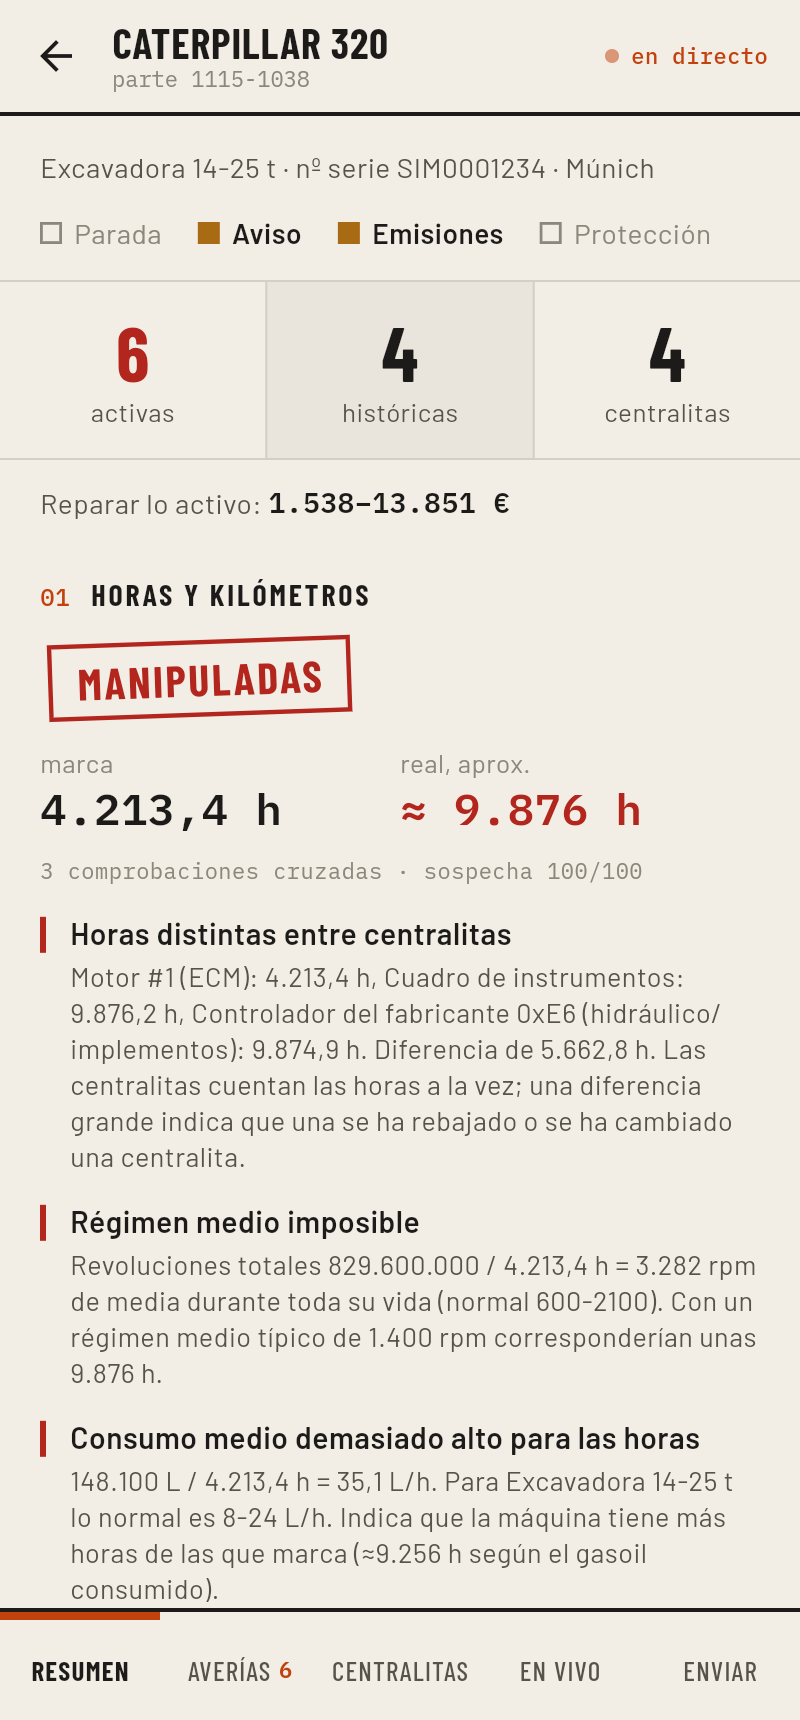 CATERPILLAR 320
parte 1115-1038
en directo
Excavadora 14-25 t · nº serie SIM0001234 · Múnich
Parada
Aviso
Emisiones
Protección
6
activas
4
históricas
4
centralitas
Reparar lo activo: 1.538–13.851 €
01 HORAS Y KILÓMETROS
MANIPULADAS
marca
4.213,4 h
real, aprox.
≈ 9.876 h
3 comprobaciones cruzadas · sospecha 100/100
Horas distintas entre centralitas
Motor #1 (ECM): 4.213,4 h, Cuadro de instrumentos:
9.876,2 h, Controlador del fabricante 0xE6 (hidráulico/
implementos): 9.874,9 h. Diferencia de 5.662,8 h. Las
centralitas cuentan las horas a la vez; una diferencia
grande indica que una se ha rebajado o se ha cambiado
una centralita.
Régimen medio imposible
Revoluciones totales 829.600.000 / 4.213,4 h = 3.282 rpm
de media durante toda su vida (normal 600-2100). Con un
régimen medio típico de 1.400 rpm corresponderían unas
9.876 h.
Consumo medio demasiado alto para las horas
148.100 L / 4.213,4 h = 35,1 L/h. Para Excavadora 14-25 t
lo normal es 8-24 L/h. Indica que la máquina tiene más
horas de las que marca (≈9.256 h según el gasoil
consumido).
RESUMEN
AVERÍAS 6
CENTRALITAS
EN VIVO
ENVIAR